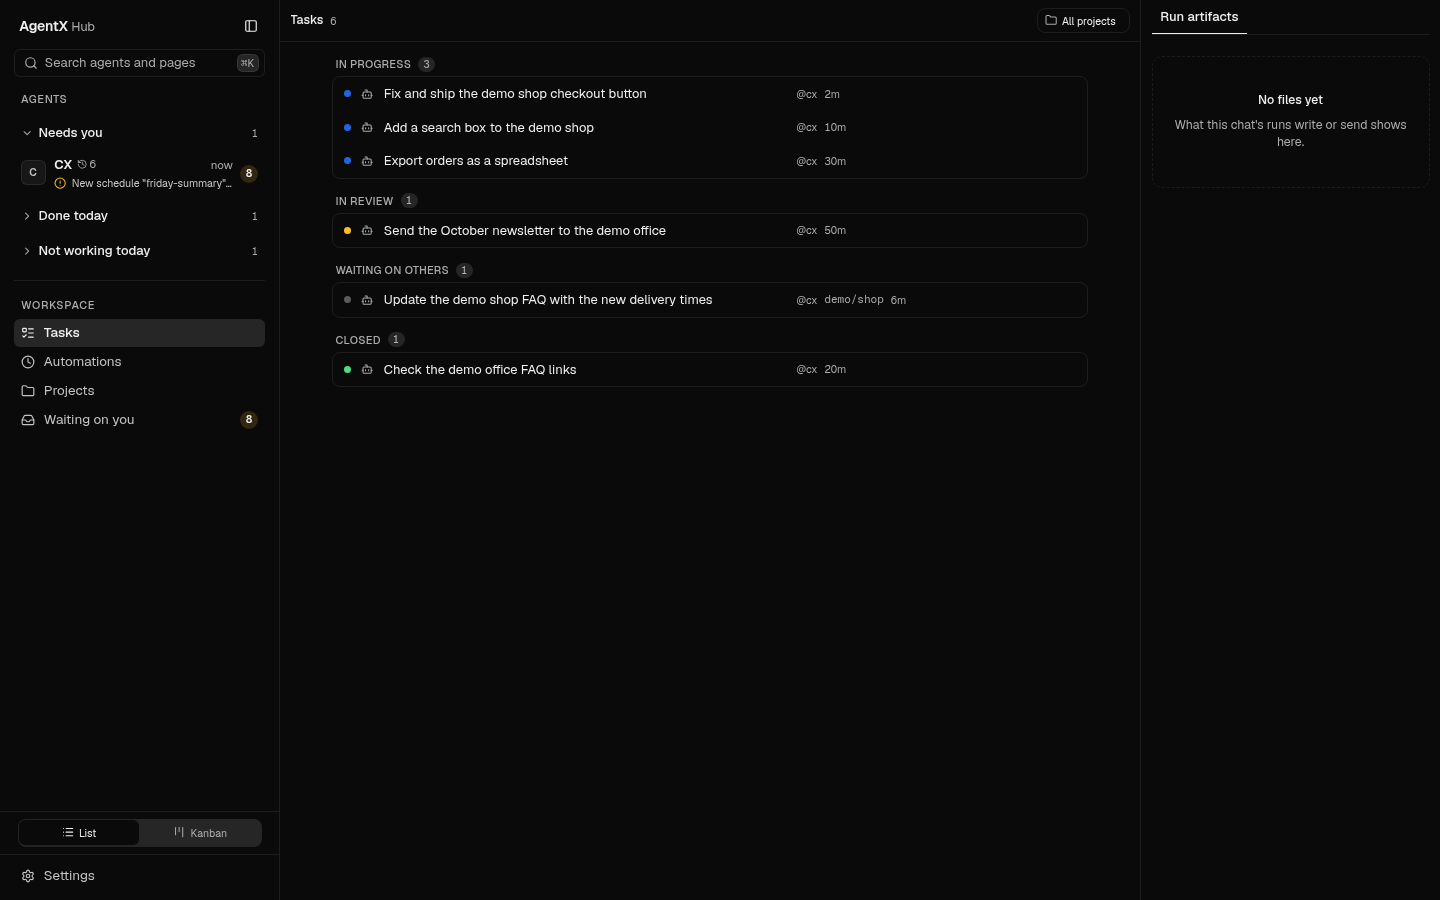 AgentX Hub
Search agents and pages
⌘K
AGENTS
Needs you
1
C
CX
6
now
New schedule "friday-summary"...
8
Done today
1
Not working today
1
WORKSPACE
Tasks
Automations
Projects
Waiting on you
8
List
Kanban
Settings
Tasks 6
All projects
IN PROGRESS 3
Fix and ship the demo shop checkout button @cx 2m
Add a search box to the demo shop @cx 10m
Export orders as a spreadsheet @cx 30m
IN REVIEW 1
Send the October newsletter to the demo office @cx 50m
WAITING ON OTHERS 1
Update the demo shop FAQ with the new delivery times @cx demo/shop 6m
CLOSED 1
Check the demo office FAQ links @cx 20m
Run artifacts
No files yet
What this chat's runs write or send shows
here.